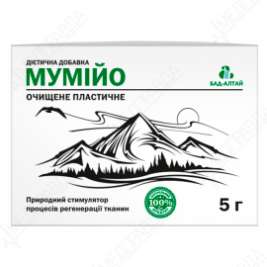 ДІЄТИЧНА ДОБАВКА
МУМІЙО
ОЧИЩЕНЕ ПЛАСТИЧНЕ
БАД-АЛТАЙ
Природний стимулятор
процесів регенерації тканин
100%
5 г